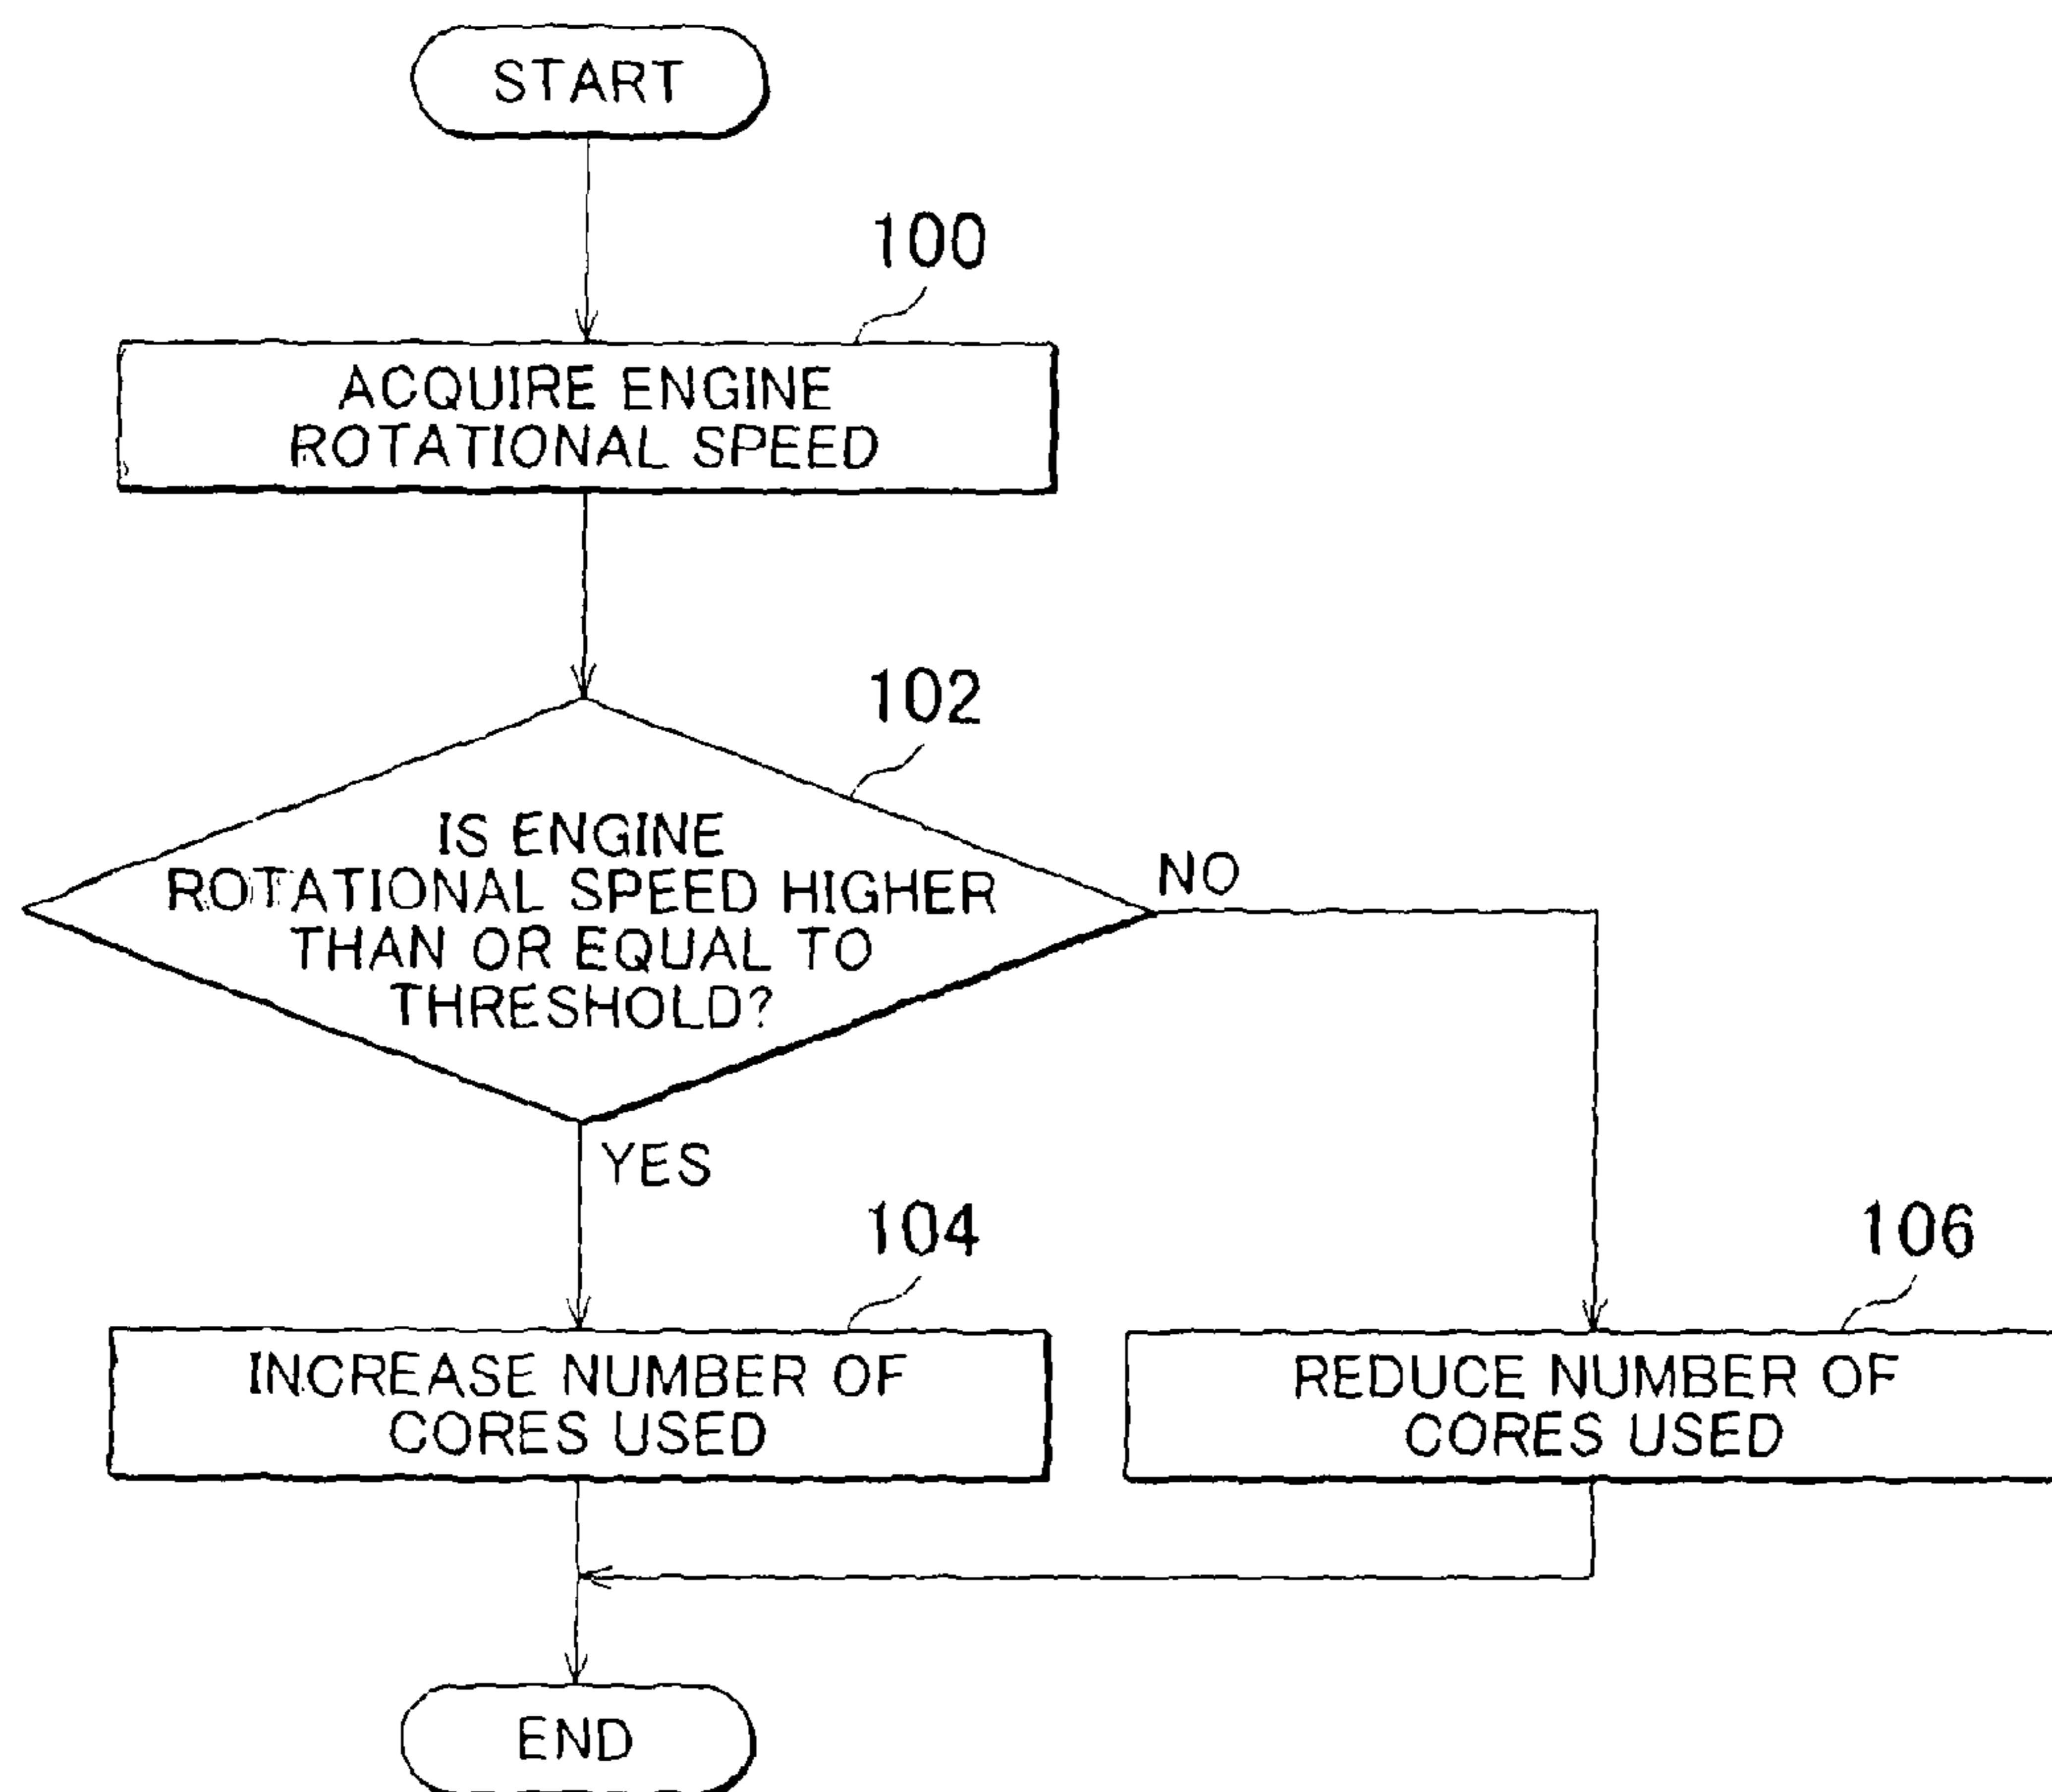 START
100
ACQUIRE ENGINE
ROTATIONAL SPEED
102
IS ENGINE
ROTATIONAL SPEED HIGHER
THAN OR EQUAL TO
THRESHOLD?
NO
YES
104
INCREASE NUMBER OF
CORES USED
106
REDUCE NUMBER OF
CORES USED
END